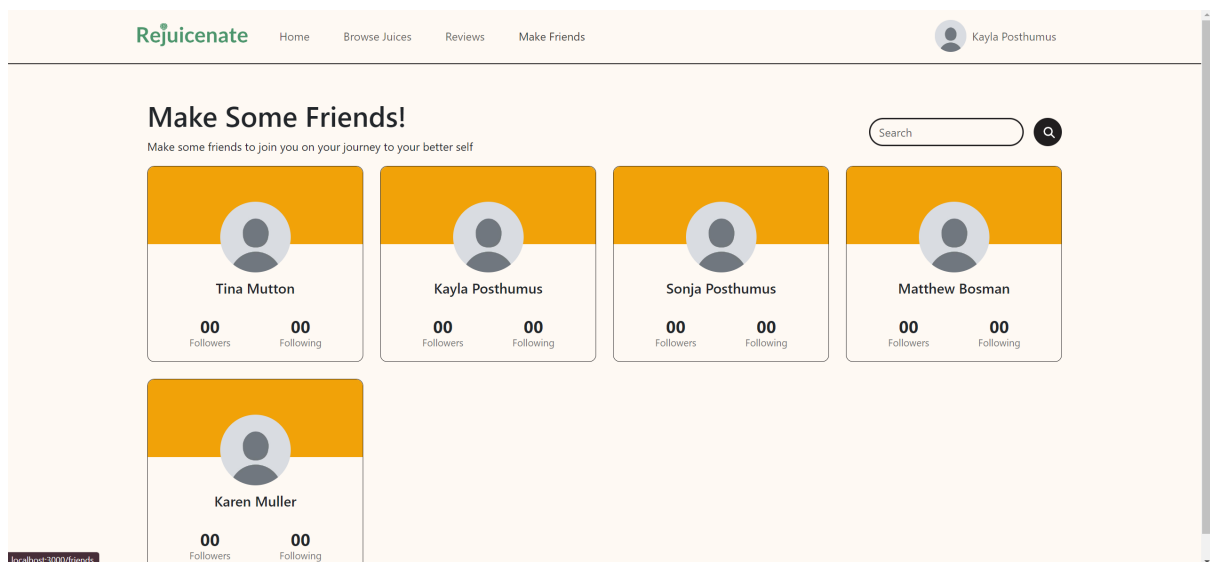 Rejuicenate Home Browse Juices Reviews Make Friends Kayla Posthumus
Make Some Friends!
Search
Make some friends to join you on your journey to your better self
Tina Mutton Kayla Posthumus Sonja Posthumus Matthew Bosman
00 00 00 00 00 00 00 00
Followers Following Followers Following Followers Following Followers Following
Karen Muller
00 00
Followers Following
localhost:3000/friends